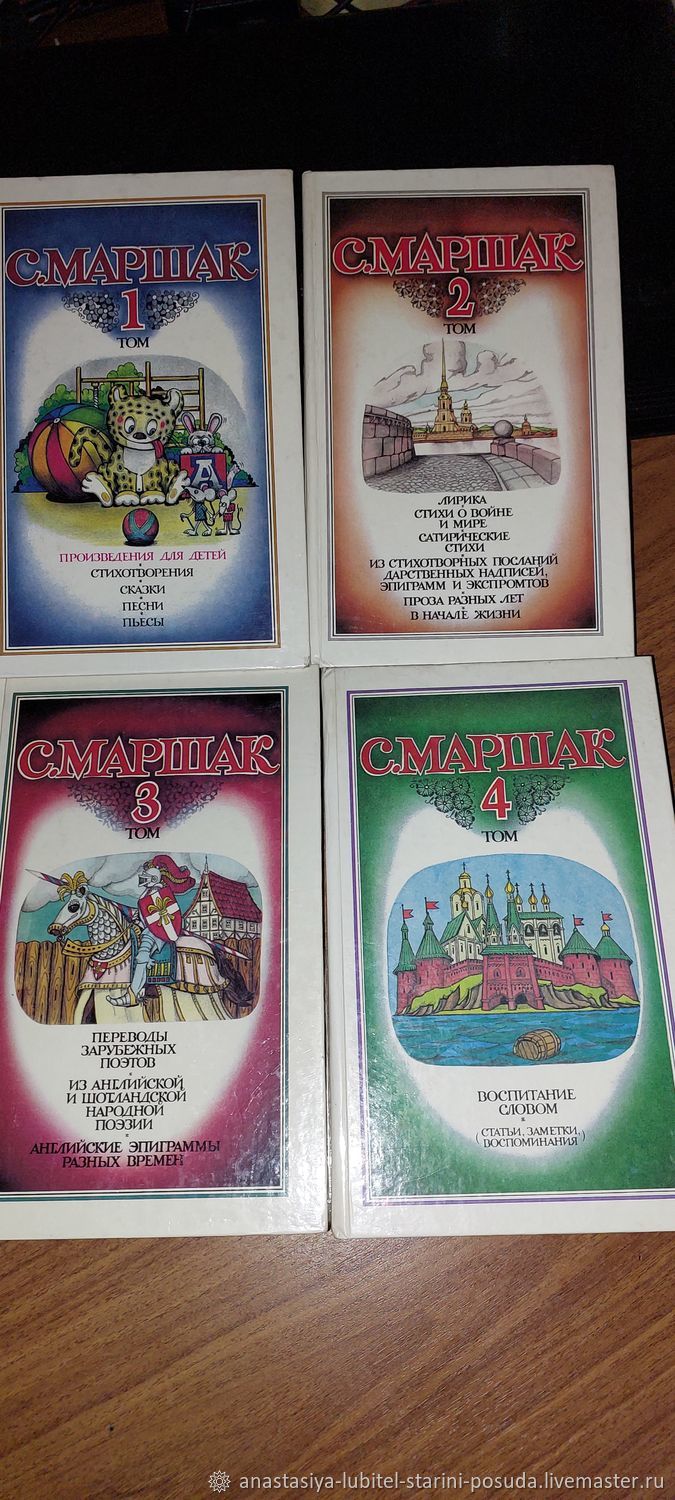 С.МАРШАК
1
ТОМ
А
ПРОИЗВЕДЕНИЯ ДЛЯ ДЕТЕЙ
СТИХОТВОРЕНИЯ
СКАЗКИ
ПЕСНИ
ПЬЕСЫ
С.МАРШАК
2
ТОМ
ЛИРИКА
СТИХИ О ВОЙНЕ
И МИРЕ
САТИРИЧЕСКИЕ
СТИХИ
ИЗ СТИХОТВОРНЫХ ПОСЛАНИЙ
ДАРСТВЕННЫХ НАДПИСЕЙ,
ЭПИГРАММ И ЭКСПРОМТОВ
ПРОЗА РАЗНЫХ ЛЕТ
В НАЧАЛЕ ЖИЗНИ
С.МАРШАК
3
ТОМ
ПЕРЕВОДЫ
ЗАРУБЕЖНЫХ
ПОЭТОВ
ИЗ АНГЛИЙСКОЙ
И ШОТЛАНДСКОЙ
НАРОДНОЙ
ПОЭЗИИ
АНГЛИЙСКИЕ ЭПИГРАММЫ
РАЗНЫХ ВРЕМЕН
С.МАРШАК
4
ТОМ
ВОСПИТАНИЕ
СЛОВОМ
(СТАТЬИ, ЗАМЕТКИ,
ВОСПОМИНАНИЯ)
anastasiya-lubitel-starini-posuda.livemaster.ru